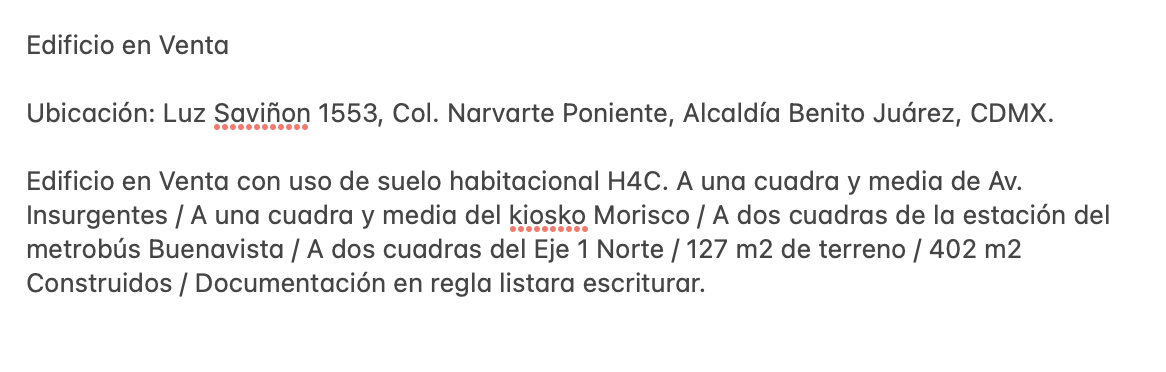 Edificio en Venta
Ubicación: Luz Saviñon 1553, Col. Narvarte Poniente, Alcaldía Benito Juárez, CDMX.
Edificio en Venta con uso de suelo habitacional H4C. A una cuadra y media de Av.
Insurgentes / A una cuadra y media del kiosko Morisco / A dos cuadras de la estación del
metrobús Buenavista / A dos cuadras del Eje 1 Norte / 127 m2 de terreno / 402 m2
Construidos / Documentación en regla listara escriturar.